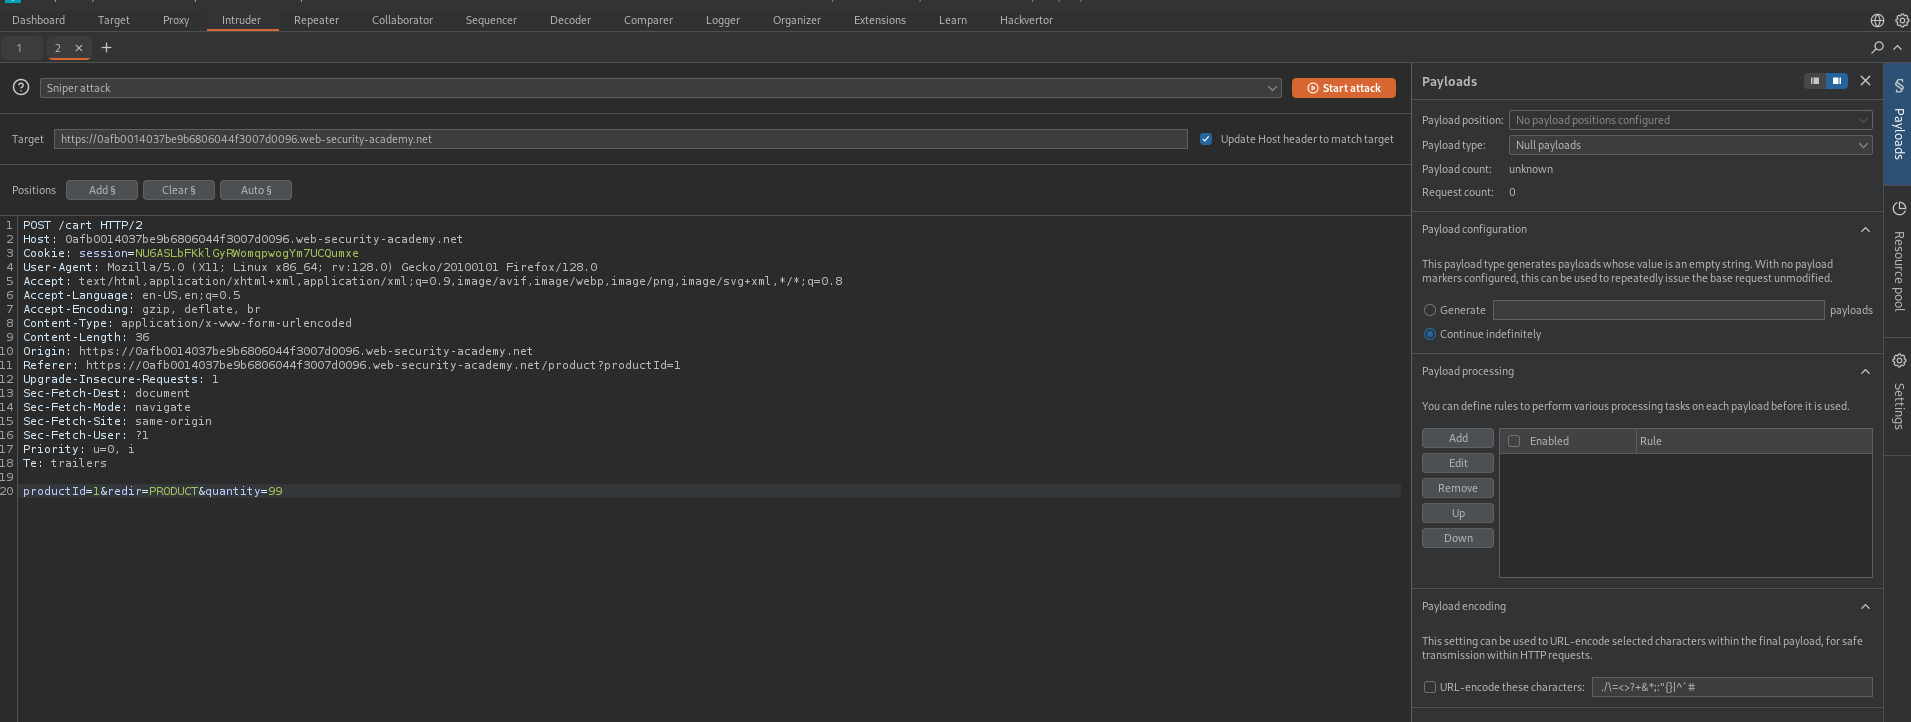 Dashboard Target Proxy Intruder Repeater Collaborator Sequencer Decoder Comparer Logger Organizer Extensions Learn Hackvertor
1 2 × +
? Sniper attack Start attack
Target https://0afb0014037be9b6806044f3007d0096.web-security-academy.net Update Host header to match target
Positions Add § Clear § Auto §
1 POST /cart HTTP/2
2 Host: 0afb0014037be9b6806044f3007d0096.web-security-academy.net
3 Cookie: session=NU6ASLbFKklGyRWomqpwogYm7UCQumxe
4 User-Agent: Mozilla/5.0 (X11; Linux x86_64; rv:128.0) Gecko/20100101 Firefox/128.0
5 Accept: text/html,application/xhtml+xml,application/xml;q=0.9,image/avif,image/webp,image/png,image/svg+xml,*/*;q=0.8
6 Accept-Language: en-US,en;q=0.5
7 Accept-Encoding: gzip, deflate, br
8 Content-Type: application/x-www-form-urlencoded
9 Content-Length: 36
10 Origin: https://0afb0014037be9b6806044f3007d0096.web-security-academy.net
11 Referer: https://0afb0014037be9b6806044f3007d0096.web-security-academy.net/product?productId=1
12 Upgrade-Insecure-Requests: 1
13 Sec-Fetch-Dest: document
14 Sec-Fetch-Mode: navigate
15 Sec-Fetch-Site: same-origin
16 Sec-Fetch-User: ?1
17 Priority: u=0, i
18 Te: trailers
19
20 productId=1&redir=PRODUCT&quantity=99
Payloads
Payload position: No payload positions configured
Payload type: Null payloads
Payload count: unknown
Request count: 0
Payload configuration
This payload type generates payloads whose value is an empty string. With no payload
markers configured, this can be used to repeatedly issue the base request unmodified.
Generate payloads
Continue indefinitely
Payload processing
You can define rules to perform various processing tasks on each payload before it is used.
Add Enabled Rule
Edit
Remove
Up
Down
Payload encoding
This setting can be used to URL-encode selected characters within the final payload, for safe
transmission within HTTP requests.
URL-encode these characters: ./\=<>?+&*;:"{}|^`#
§ Payloads
Resource pool
Settings